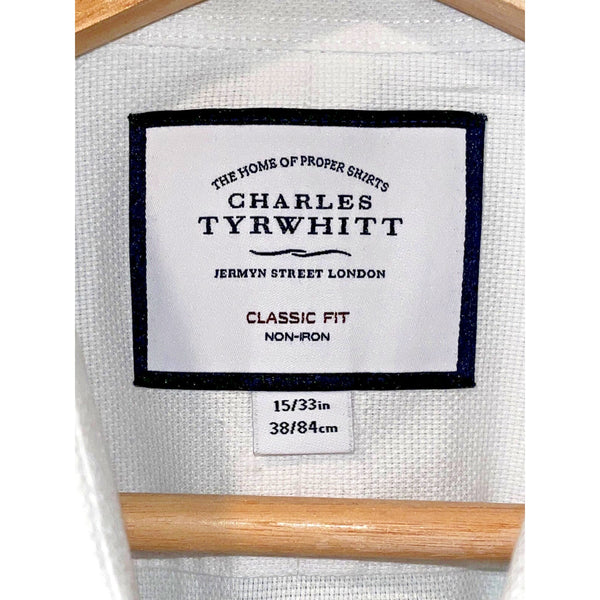 THE HOME OF PROPER SHIRTS
CHARLES
TYRWHITT
JERMYN STREET LONDON
CLASSIC FIT
NON-IRON
15/33in
38/84cm